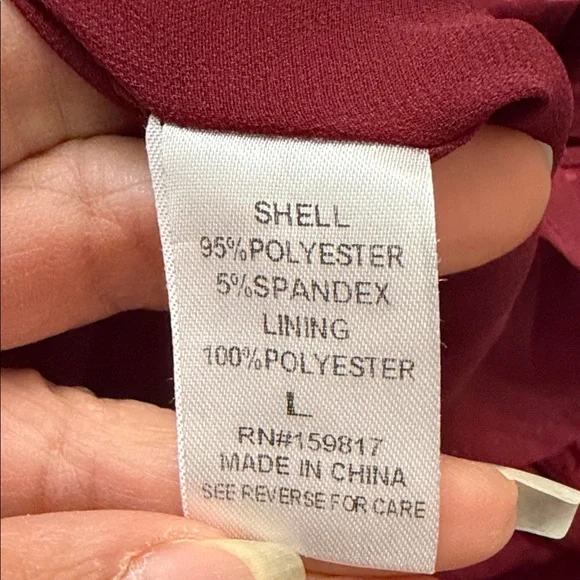 SHELL
95%POLYESTER
5%SPANDEX
LINING
100%POLYESTER
L
RN#159817
MADE IN CHINA
SEE REVERSE FOR CARE